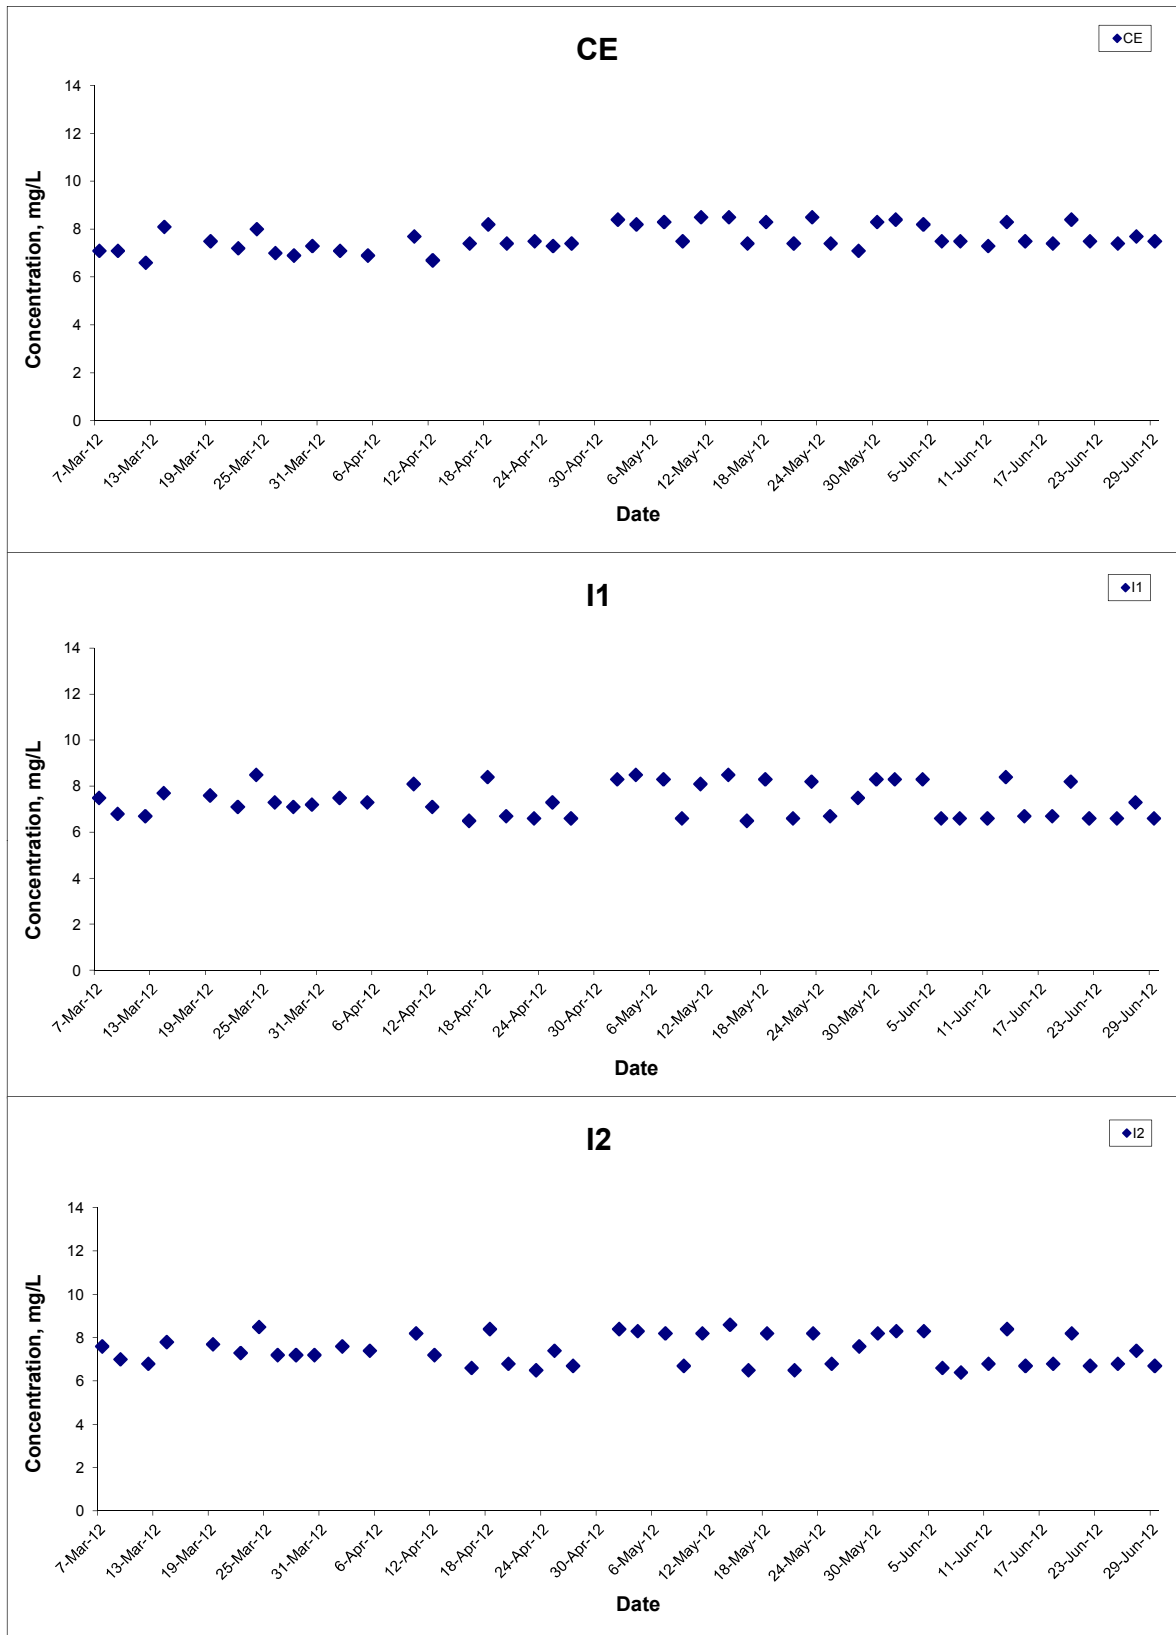 CE
CE
14
12
10
8
6
4
2
0
Concentration, mg/L
7-Mar-12
13-Mar-12
19-Mar-12
25-Mar-12
31-Mar-12
6-Apr-12
12-Apr-12
18-Apr-12
24-Apr-12
30-Apr-12
6-May-12
12-May-12
18-May-12
24-May-12
30-May-12
5-Jun-12
11-Jun-12
17-Jun-12
23-Jun-12
29-Jun-12
Date
I1
I1
14
12
10
8
6
4
2
0
Concentration, mg/L
7-Mar-12
13-Mar-12
19-Mar-12
25-Mar-12
31-Mar-12
6-Apr-12
12-Apr-12
18-Apr-12
24-Apr-12
30-Apr-12
6-May-12
12-May-12
18-May-12
24-May-12
30-May-12
5-Jun-12
11-Jun-12
17-Jun-12
23-Jun-12
29-Jun-12
Date
I2
I2
14
12
10
8
6
4
2
0
Concentration, mg/L
7-Mar-12
13-Mar-12
19-Mar-12
25-Mar-12
31-Mar-12
6-Apr-12
12-Apr-12
18-Apr-12
24-Apr-12
30-Apr-12
6-May-12
12-May-12
18-May-12
24-May-12
30-May-12
5-Jun-12
11-Jun-12
17-Jun-12
23-Jun-12
29-Jun-12
Date